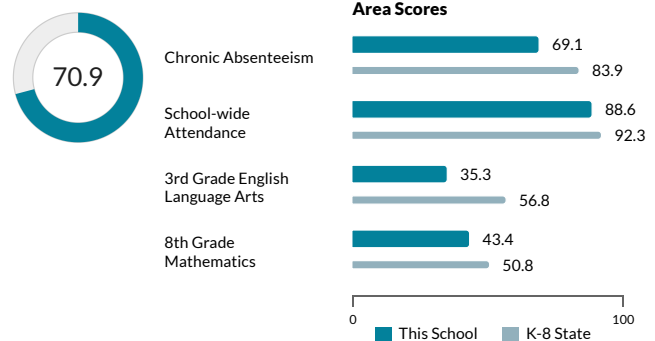 Area Scores
70.9
Chronic Absenteeism
69.1
83.9
School-wide
Attendance
88.6
92.3
3rd Grade English
Language Arts
35.3
56.8
8th Grade
Mathematics
43.4
50.8
0
100
This School
K-8 State